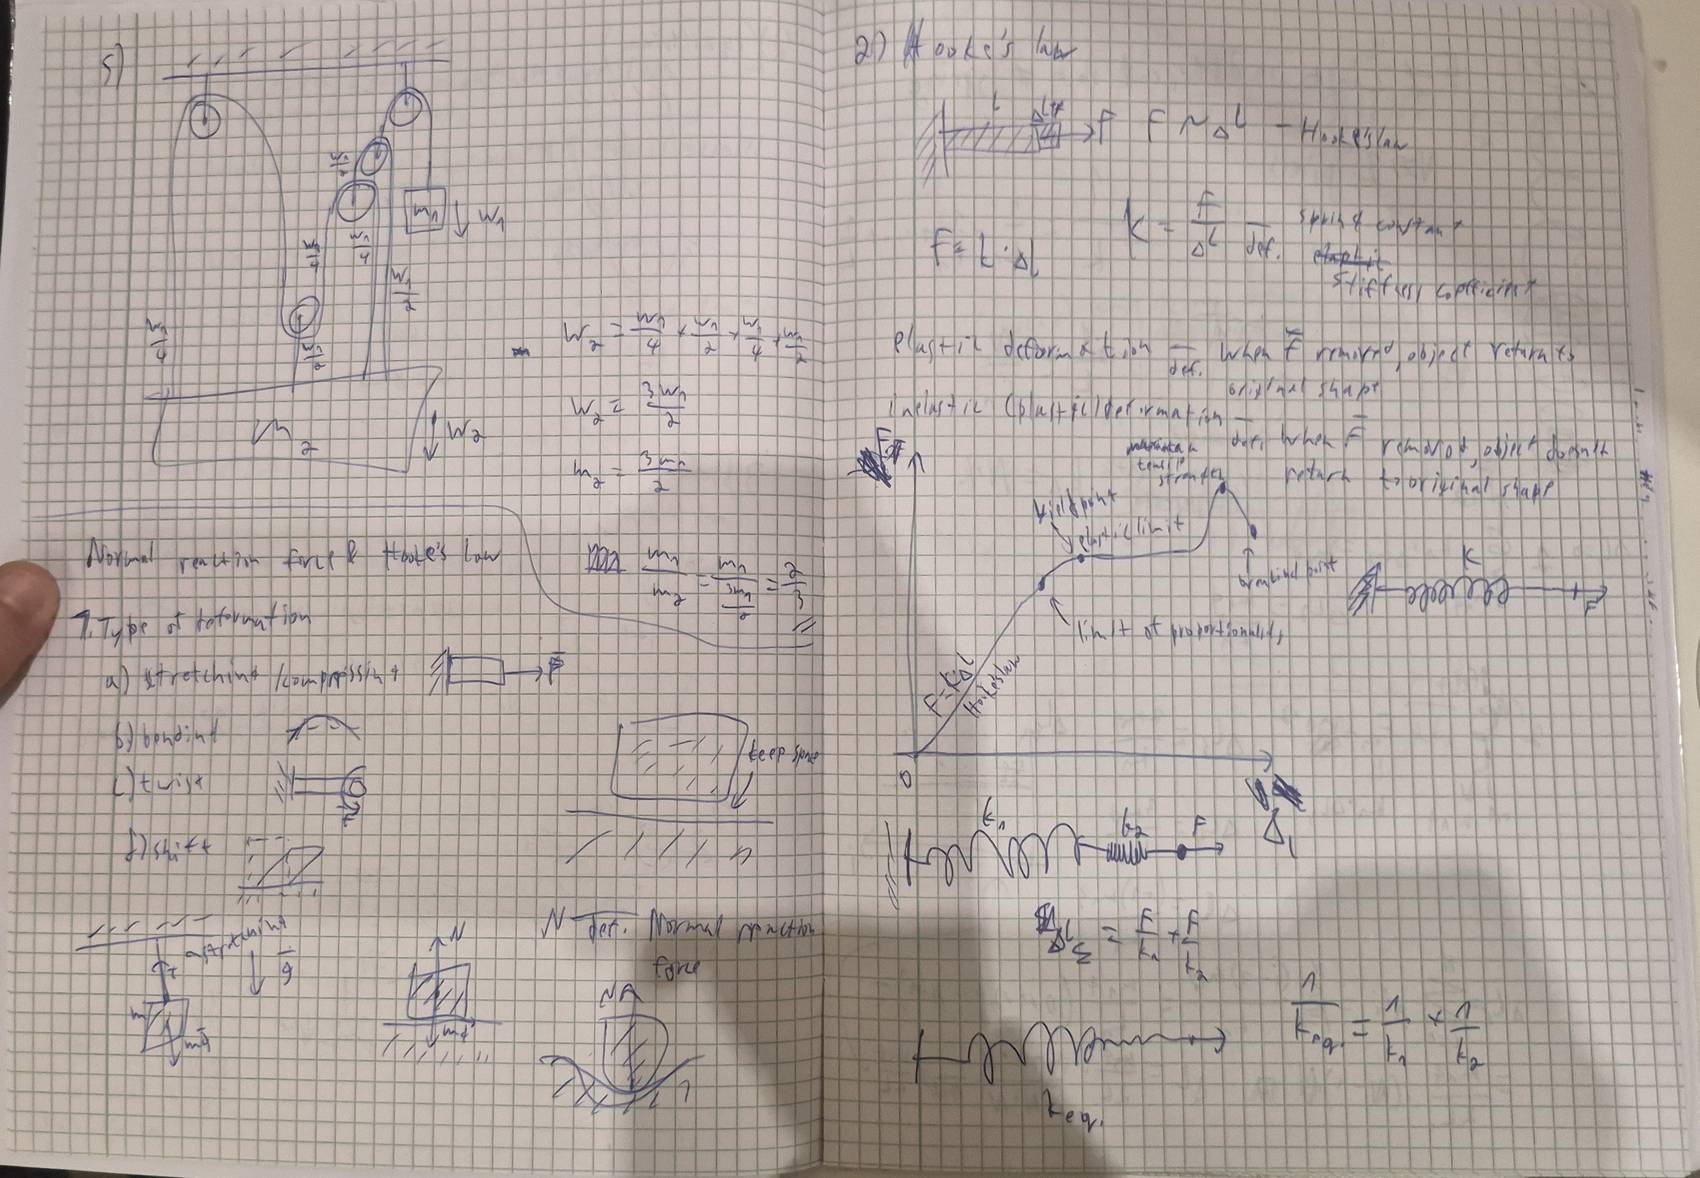 5)
W1/2
W1/4
W1/4
m1
W1
W1/2
W1/4
W1/2
m2
W2
W2 = W1/4 + W1/2 + W1/4 + W1/2
W2 = 3W1/2
m2 = 3m1/2
m1/m2 = m1/(3m1/2) = 2/3
Normal reaction force & Hooke's Law
1. Type of deformation
a) stretching / compressing
F
b) bending
c) twist
F
d) shift
keep shape
stretching
T
g
m
mg
N
mg
N def. Normal reaction
force
N
2) Hooke's law
L
ΔL
F
F ~ ΔL - Hooke's law
F = k · ΔL
k = F/ΔL def. spring constant
stiffness coefficient
Elastic deformation def. when F removed, object return to
original shape
Inelastic (plastic) deformation def. when F removed, object doesn't
return to original shape
F
tensile
strength
Yield point
elastic limit
breaking point
limit of proportionality
F = kΔL
Hooke's law
0
ΔL
K
F
k1
k2
F
ΔLΣ = F/k1 + F/k2
1/keq. = 1/k1 + 1/k2
keq.